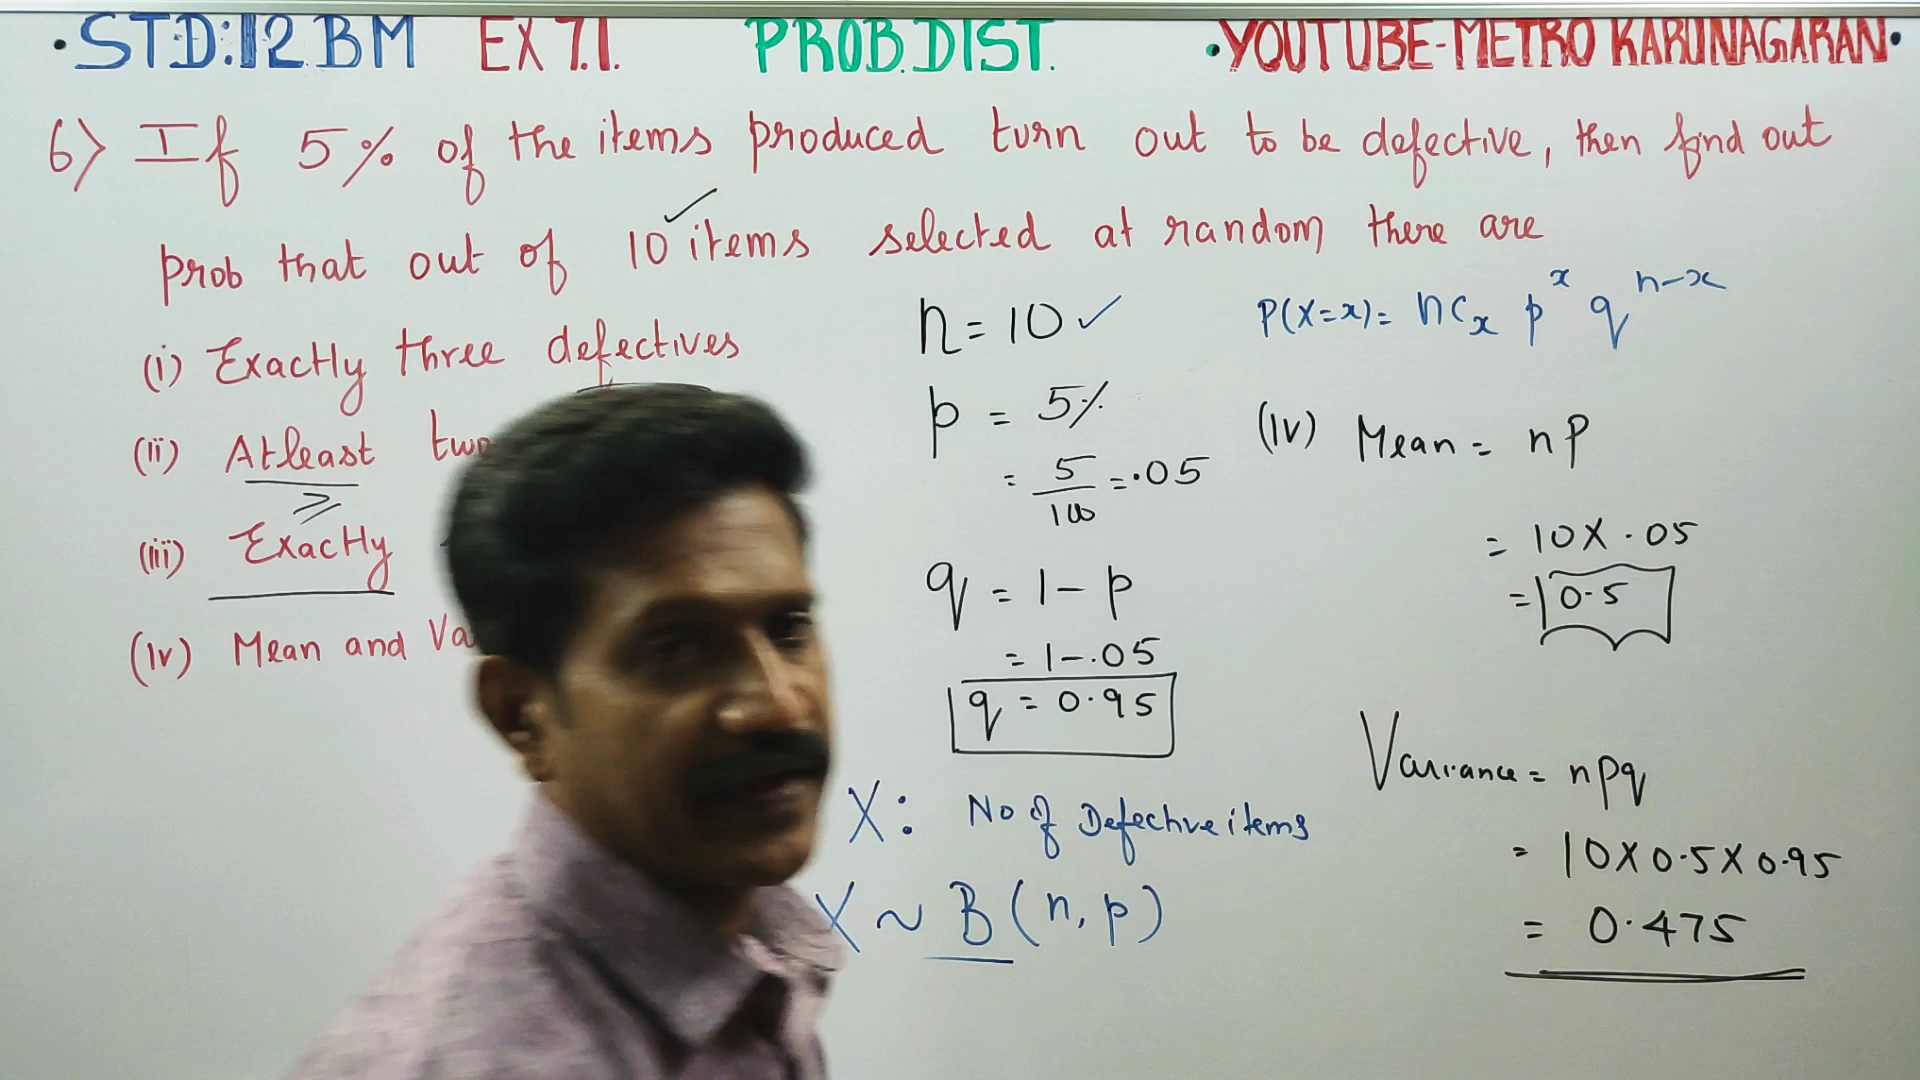 •STD:12 BM EX 7.1. PROB.DIST. •YOUTUBE-METRO KARUNAGARAN•
6) If 5% of the items produced turn out to be defective, then find out
prob that out of 10 items selected at random there are
(i) Exactly three defectives
(ii) Atleast two
≥
(iii) Exactly
(iv) Mean and Va
n = 10 ✓
p = 5%
= 5/100 = .05
q = 1 - p
= 1 - .05
q = 0.95
X: No of Defective items
X ~ B (n, p)
P(X=x) = nCx p^x q^n-x
(iv) Mean = np
= 10 X .05
= 0.5
Variance = npq
= 10 X 0.5 X 0.95
= 0.475